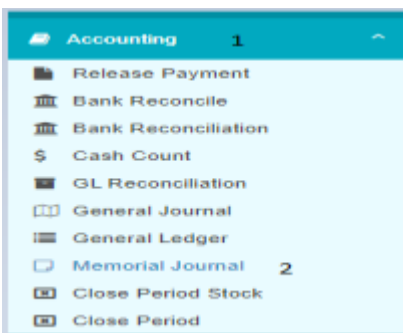 Accounting 1
Release Payment
Bank Reconcile
Bank Reconciliation
$ Cash Count
GL Reconciliation
General Journal
General Ledger
Memorial Journal 2
Close Period Stock
Close Period